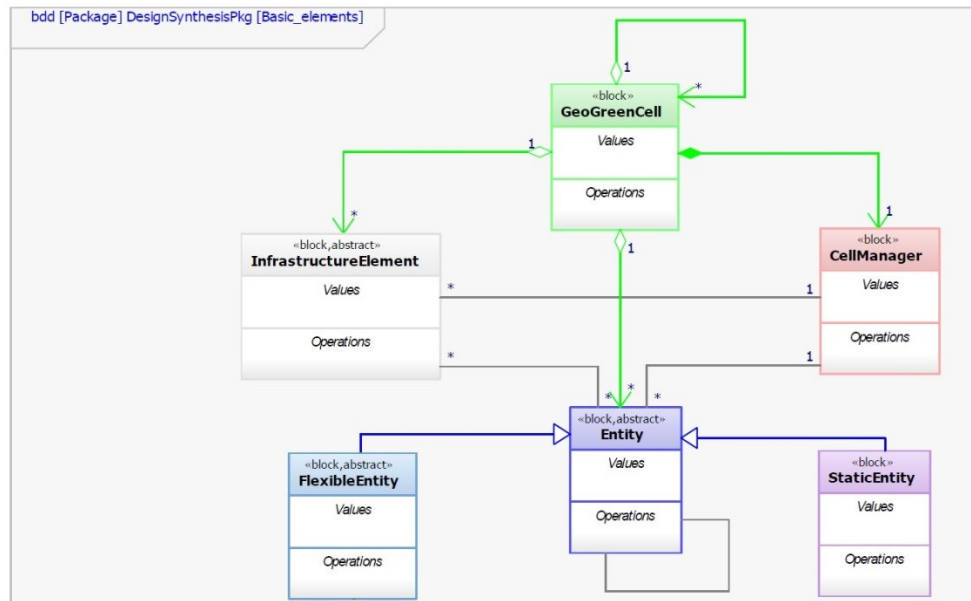 bdd [Package] DesignSynthesisPkg [Basic_elements]
1
*
«block»
GeoGreenCell
Values
Operations
1
1
*
1
«block,abstract»
InfrastructureElement
Values
Operations
«block»
CellManager
Values
Operations
*
1
*
1
*
*
*
«block,abstract»
Entity
Values
Operations
«block,abstract»
FlexibleEntity
Values
Operations
«block»
StaticEntity
Values
Operations